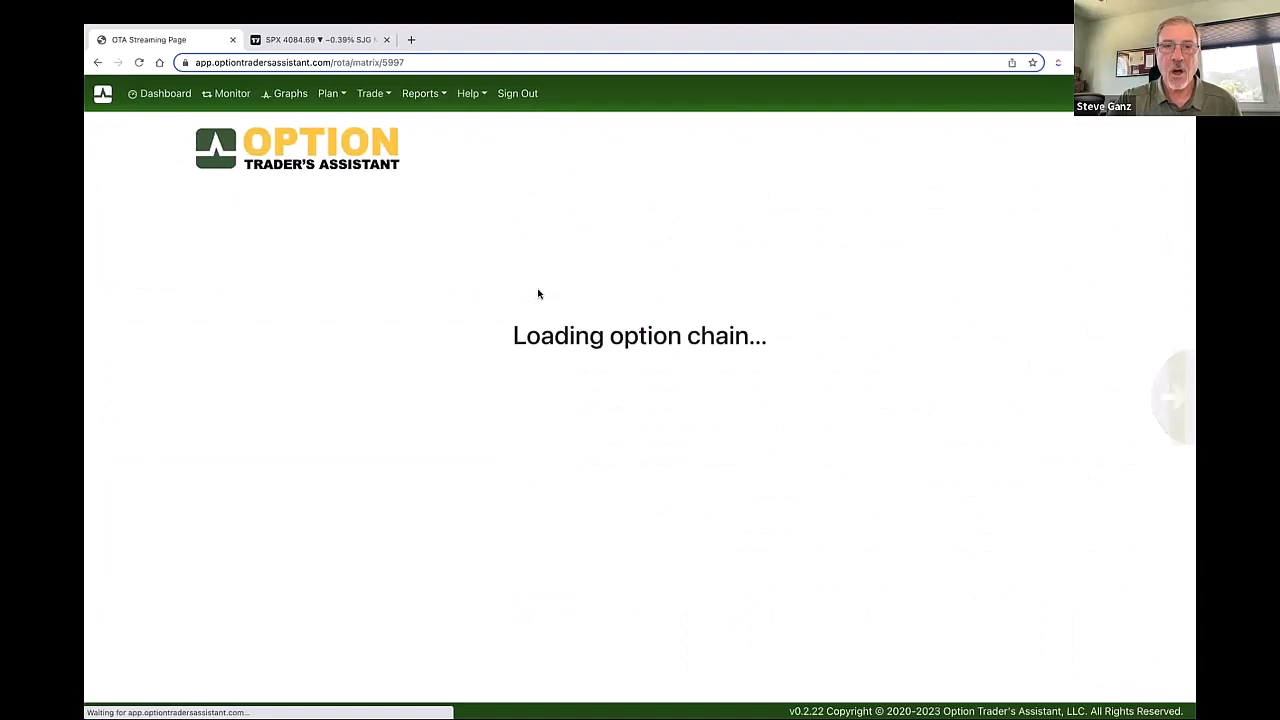 OTA Streaming Page
SPX 4084.69 ▼ −0.39% SJG
app.optiontradersassistant.com/rota/matrix/5997
Dashboard Monitor Graphs Plan Trade Reports Help Sign Out
Steve Ganz
OPTION
TRADER'S ASSISTANT
Loading option chain...
Waiting for app.optiontradersassistant.com...
v0.2.22 Copyright © 2020-2023 Option Trader's Assistant, LLC. All Rights Reserved.